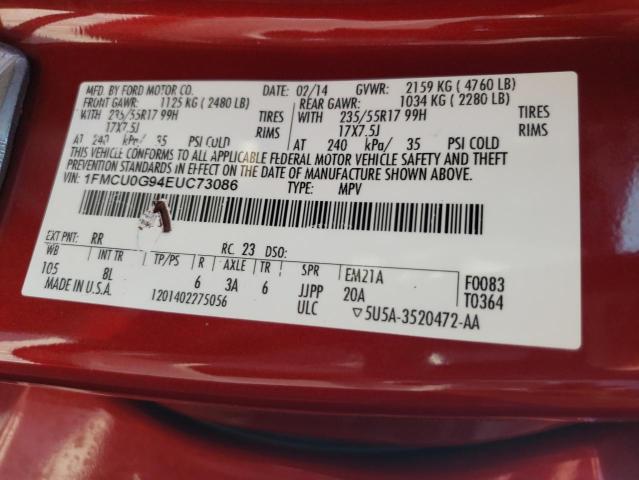 MFD. BY FORD MOTOR CO. DATE: 02/14 GVWR: 2159 KG ( 4760 LB)
FRONT GAWR: 1125 KG ( 2480 LB) REAR GAWR: 1034 KG ( 2280 LB)
WITH 235/55R17 99H TIRES WITH 235/55R17 99H TIRES
17X7.5J RIMS 17X7.5J RIMS
AT 240 kPa/ 35 PSI COLD AT 240 kPa/ 35 PSI COLD
THIS VEHICLE CONFORMS TO ALL APPLICABLE FEDERAL MOTOR VEHICLE SAFETY AND THEFT
PREVENTION STANDARDS IN EFFECT ON THE DATE OF MANUFACTURE SHOWN ABOVE.
VIN: 1FMCU0G94EUC73086 TYPE: MPV
EXT PNT: RR RC: 23 DSO:
WB INT TR TP/PS R AXLE TR SPR EM21A F0083
105 BL 6 3A 6 JJPP 20A T0364
MADE IN U.S.A. 1201402275056 ULC ▽5U5A-3520472-AA